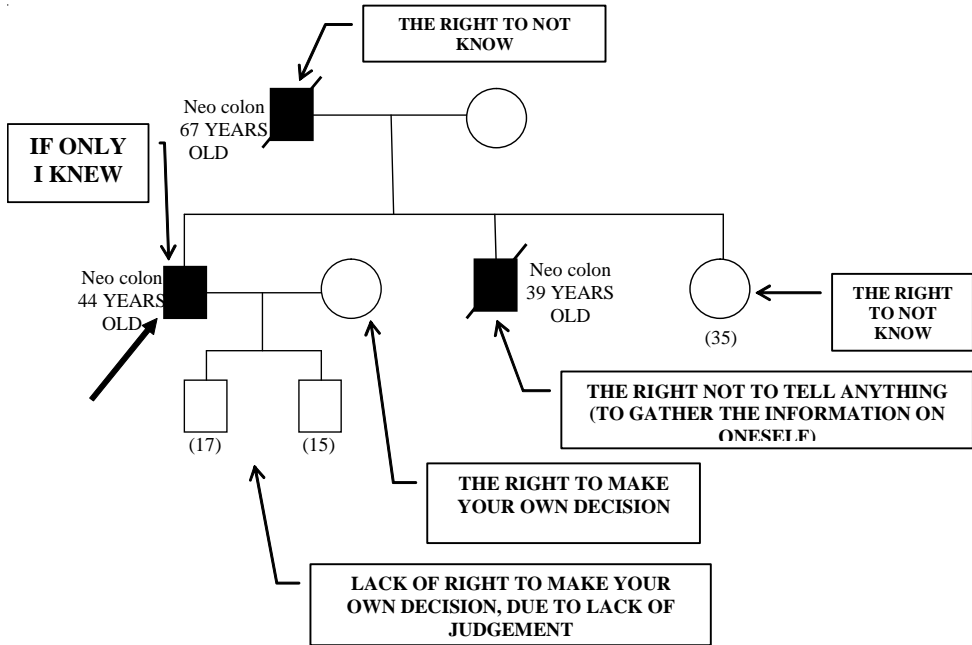 THE RIGHT TO NOT
KNOW
Neo colon
67 YEARS
OLD
IF ONLY
I KNEW
Neo colon
44 YEARS
OLD
Neo colon
39 YEARS
OLD
(35)
THE RIGHT
TO NOT
KNOW
(17)
(15)
THE RIGHT NOT TO TELL ANYTHING
(TO GATHER THE INFORMATION ON
ONESELF)
THE RIGHT TO MAKE
YOUR OWN DECISION
LACK OF RIGHT TO MAKE YOUR
OWN DECISION, DUE TO LACK OF
JUDGEMENT